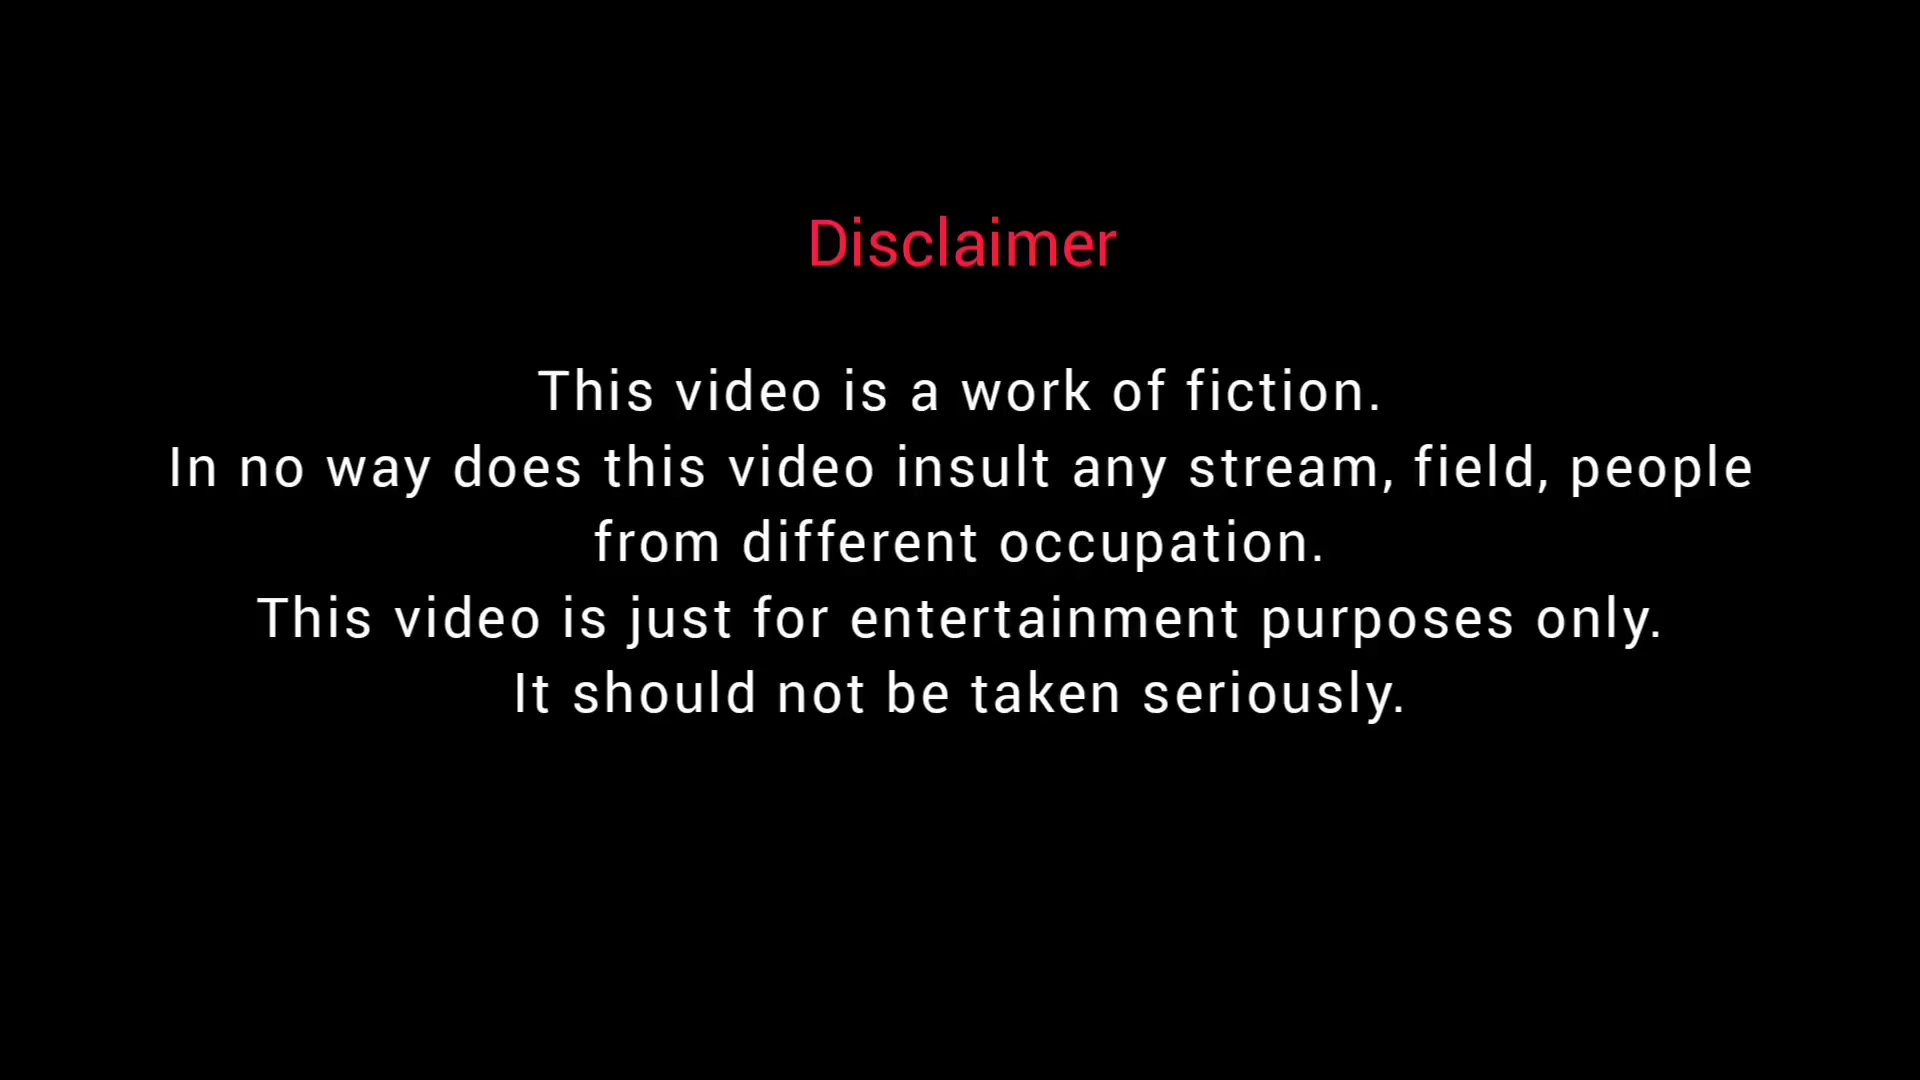 Disclaimer
This video is a work of fiction.
In no way does this video insult any stream, field, people
from different occupation.
This video is just for entertainment purposes only.
It should not be taken seriously.